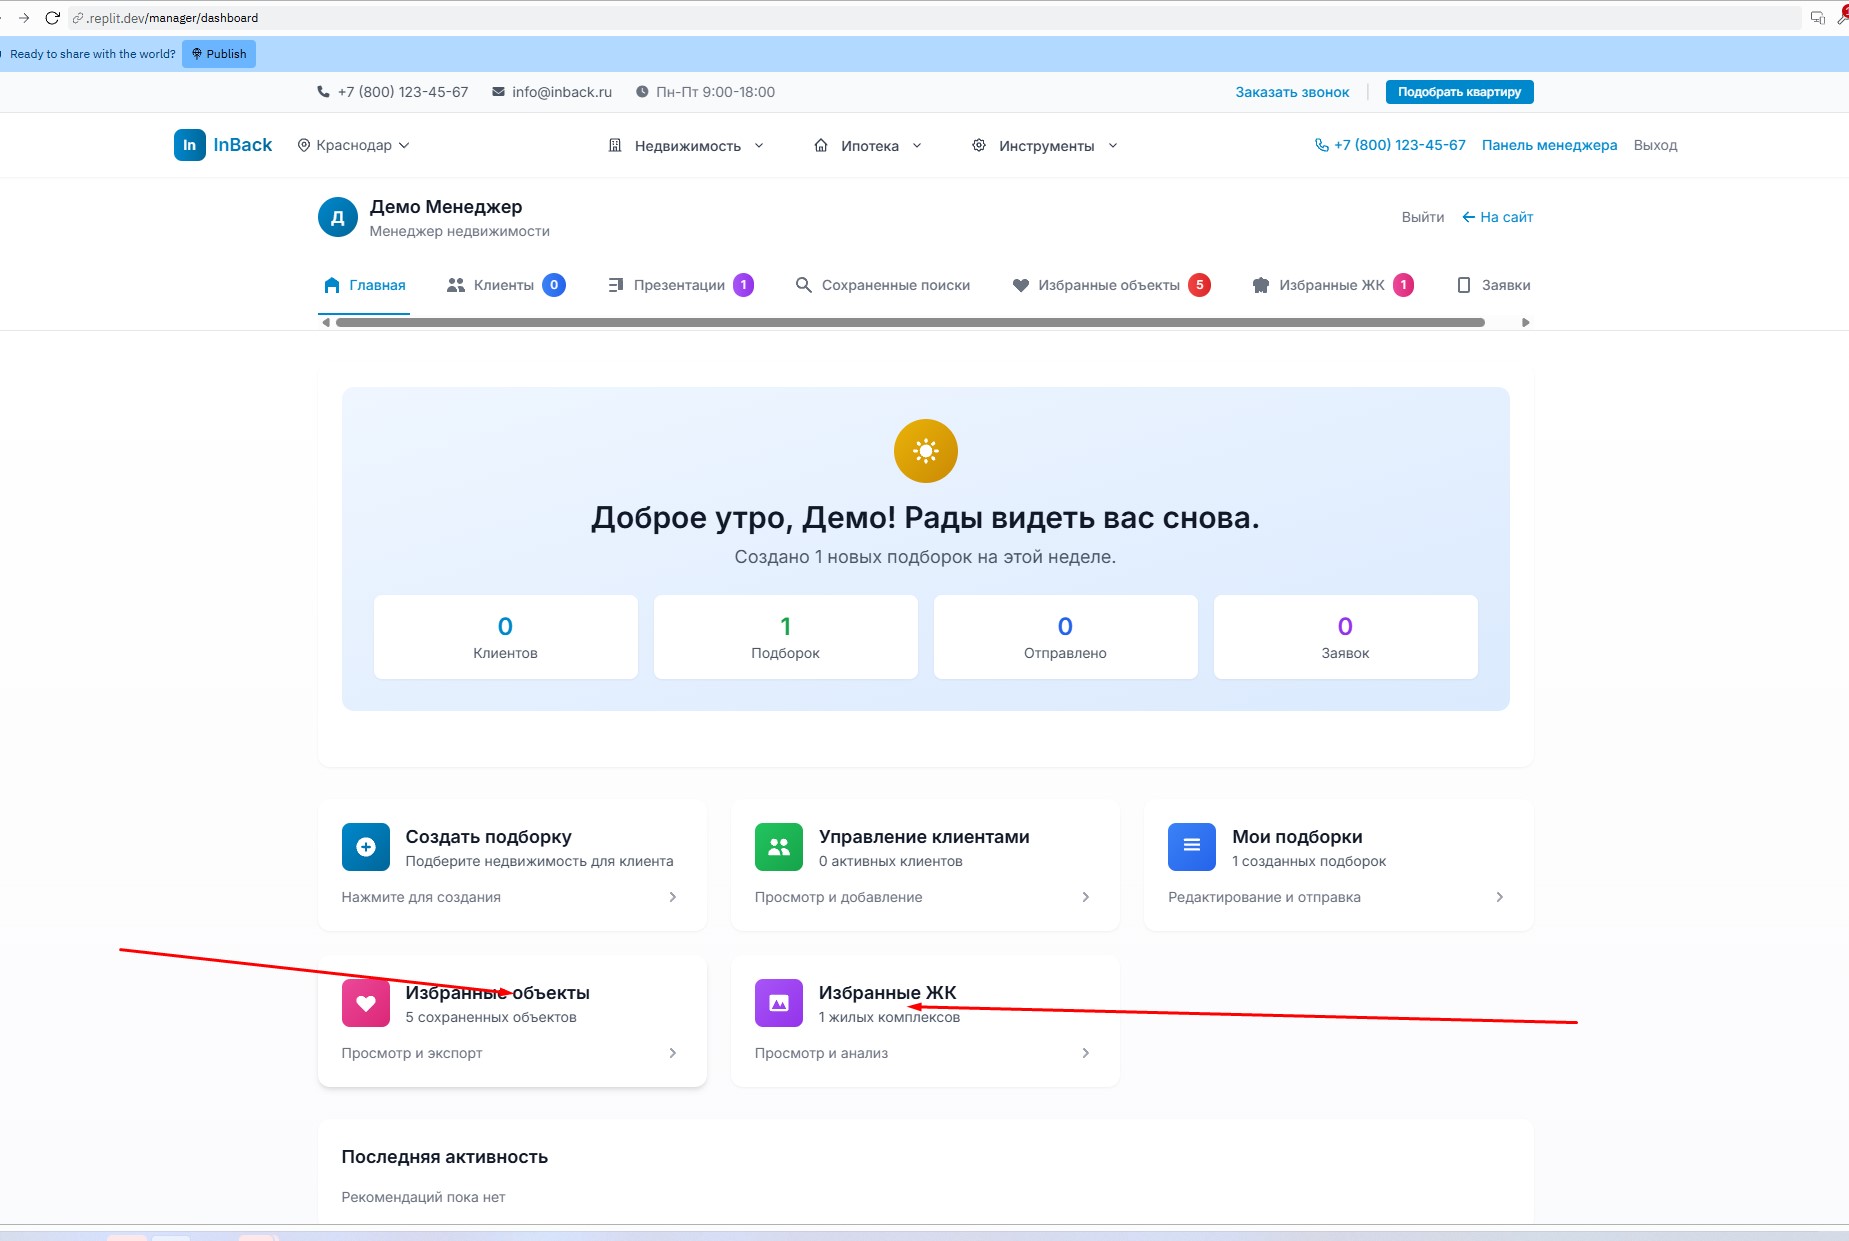 .replit.dev/manager/dashboard
Ready to share with the world? Publish
+7 (800) 123-45-67 info@inback.ru Пн-Пт 9:00-18:00 Заказать звонок Подобрать квартиру
In InBack Краснодар Недвижимость Ипотека Инструменты +7 (800) 123-45-67 Панель менеджера Выход
Д Демо Менеджер
Менеджер недвижимости
Выйти На сайт
Главная Клиенты 0 Презентации 1 Сохраненные поиски Избранные объекты 5 Избранные ЖК 1 Заявки
Доброе утро, Демо! Рады видеть вас снова.
Создано 1 новых подборок на этой неделе.
0 1 0 0
Клиентов Подборок Отправлено Заявок
Создать подборку
Подберите недвижимость для клиента
Нажмите для создания
Управление клиентами
0 активных клиентов
Просмотр и добавление
Мои подборки
1 созданных подборок
Редактирование и отправка
Избранные объекты
5 сохраненных объектов
Просмотр и экспорт
Избранные ЖК
1 жилых комплексов
Просмотр и анализ
Последняя активность
Рекомендаций пока нет